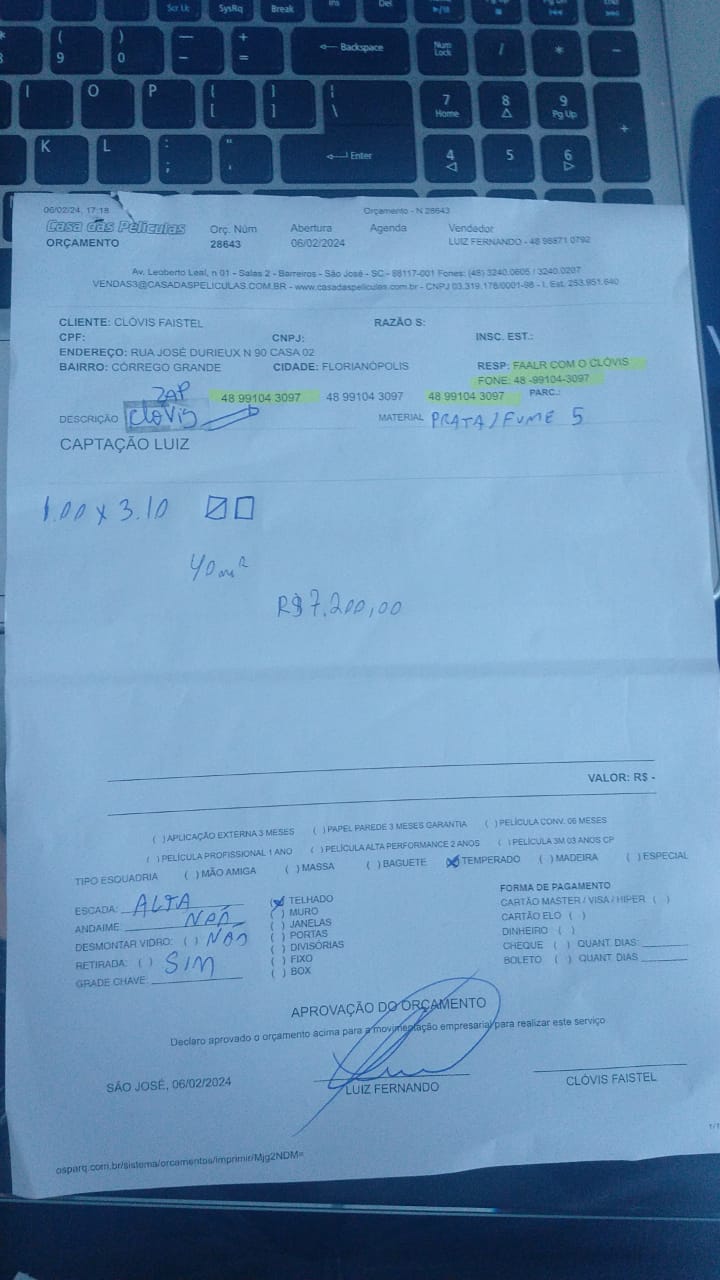 Scr Lk SysRq Break Ins Del
( ) — +
9 0 - = Backspace Num Lock / * -
I O P { } |
[ ] \ 7 8 9
Home Pg Up +
K L : "
; ' Enter 4 5 6
06/02/24, 17:18 Orçamento - N 28643
Casa das Películas Orç. Núm Abertura Agenda Vendedor
ORÇAMENTO 28643 06/02/2024 LUIZ FERNANDO - 48 98871 0792
Av. Leoberto Leal, n 01 - Salas 2 - Barreiros - São José - SC - 88117-001 Fones: (48) 3240.0605 / 3240.0207
VENDAS3@CASADASPELICULAS.COM.BR - www.casadaspeliculas.com.br - CNPJ 03.319.178/0001-98 - I. Est. 253.951.640
CLIENTE: CLÓVIS FAISTEL RAZÃO S:
CPF: CNPJ: INSC. EST.:
ENDEREÇO: RUA JOSÉ DURIEUX N 90 CASA 02
BAIRRO: CÓRREGO GRANDE CIDADE: FLORIANÓPOLIS RESP: FAALR COM O CLÓVIS
FONE: 48 -99104-3097
ZAP 48 99104 3097 48 99104 3097 48 99104 3097 PARC.:
DESCRIÇÃO Clovis MATERIAL PRATA / FUME 5
CAPTAÇÃO LUIZ
1.00 x 3.10
40m²
R$ 7.200,00
VALOR: R$ -
( ) APLICAÇÃO EXTERNA 3 MESES ( ) PAPEL PAREDE 3 MESES GARANTIA ( ) PELÍCULA CONV. 06 MESES
( ) PELÍCULA PROFISSIONAL 1 ANO ( ) PELÍCULA ALTA PERFORMANCE 2 ANOS ( ) PELÍCULA 3M 03 ANOS CP
TIPO ESQUADRIA ( ) MÃO AMIGA ( ) MASSA ( ) BAGUETE (x) TEMPERADO ( ) MADEIRA ( ) ESPECIAL
ESCADA: ALTA (x) TELHADO FORMA DE PAGAMENTO
ANDAIME: NÃO ( ) MURO CARTÃO MASTER / VISA / HIPER ( )
DESMONTAR VIDRO: ( ) NÃO ( ) JANELAS CARTÃO ELO ( )
RETIRADA: ( ) SIM ( ) PORTAS DINHEIRO ( )
GRADE CHAVE: ( ) DIVISÓRIAS CHEQUE ( ) QUANT. DIAS:
( ) FIXO BOLETO ( ) QUANT. DIAS
( ) BOX
APROVAÇÃO DO ORÇAMENTO
Declaro aprovado o orçamento acima para a movimentação empresarial para realizar este serviço
SÃO JOSÉ, 06/02/2024 LUIZ FERNANDO CLÓVIS FAISTEL
1/1
osparq.com.br/sistema/orcamentos/imprimir/Mjg2NDM=